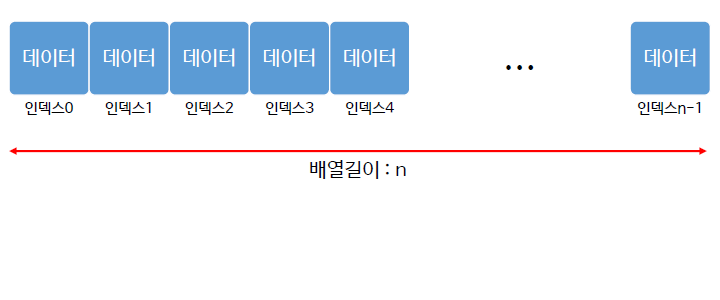 데이터 데이터 데이터 데이터 데이터 ... 데이터
인덱스0 인덱스1 인덱스2 인덱스3 인덱스4 인덱스n-1
배열길이 : n